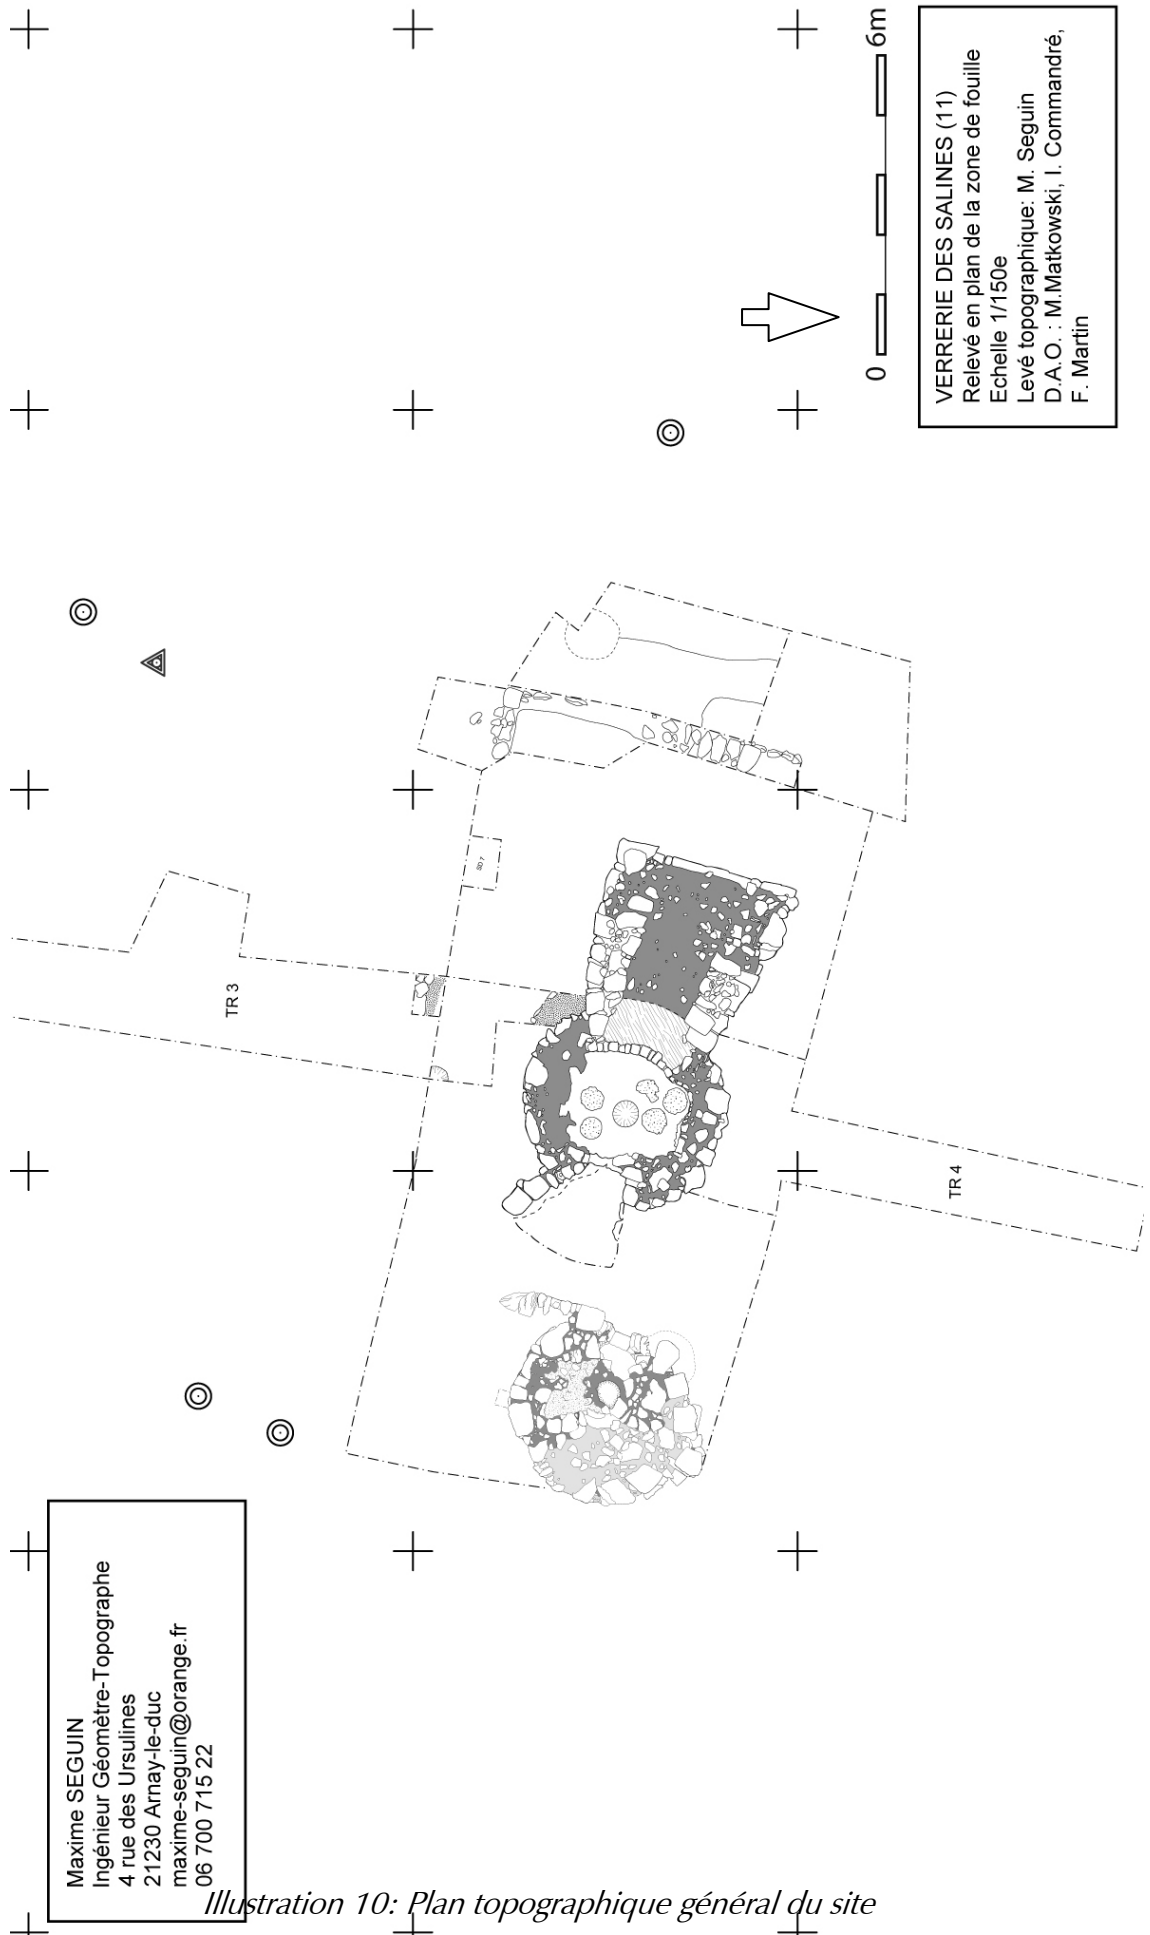 VERRERIE DES SALINES (11)
Relevé en plan de la zone de fouille
Echelle 1/150e
Levé topographique: M. Seguin
D.A.O. : M.Matkowski, I. Commandré,
F. Martin
0
6m
SD 7
TR 3
TR 4
Maxime SEGUIN
Ingénieur Géomètre-Topographe
4 rue des Ursulines
21230 Arnay-le-duc
maxime-seguin@orange.fr
06 700 715 22
Illustration 10: Plan topographique général du site